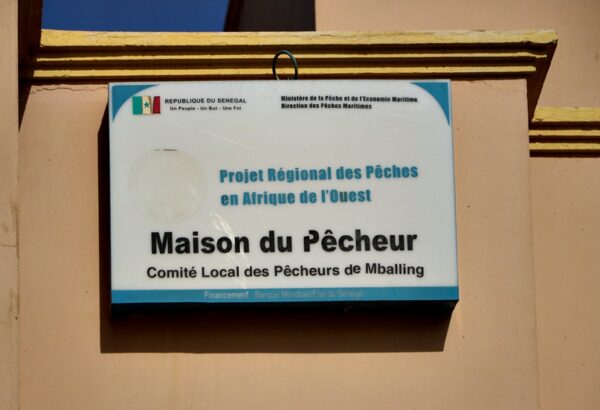 REPUBLIQUE DU SENEGAL
Un Peuple - Un But - Une Foi
Ministère de la Pêche et de l'Economie Maritime
Direction des Pêches Maritimes
Projet Régional des Pêches
en Afrique de l'Ouest
Maison du Pêcheur
Comité Local des Pêcheurs de Mballing
Financement : Banque Mondiale/Etat du Sénégal